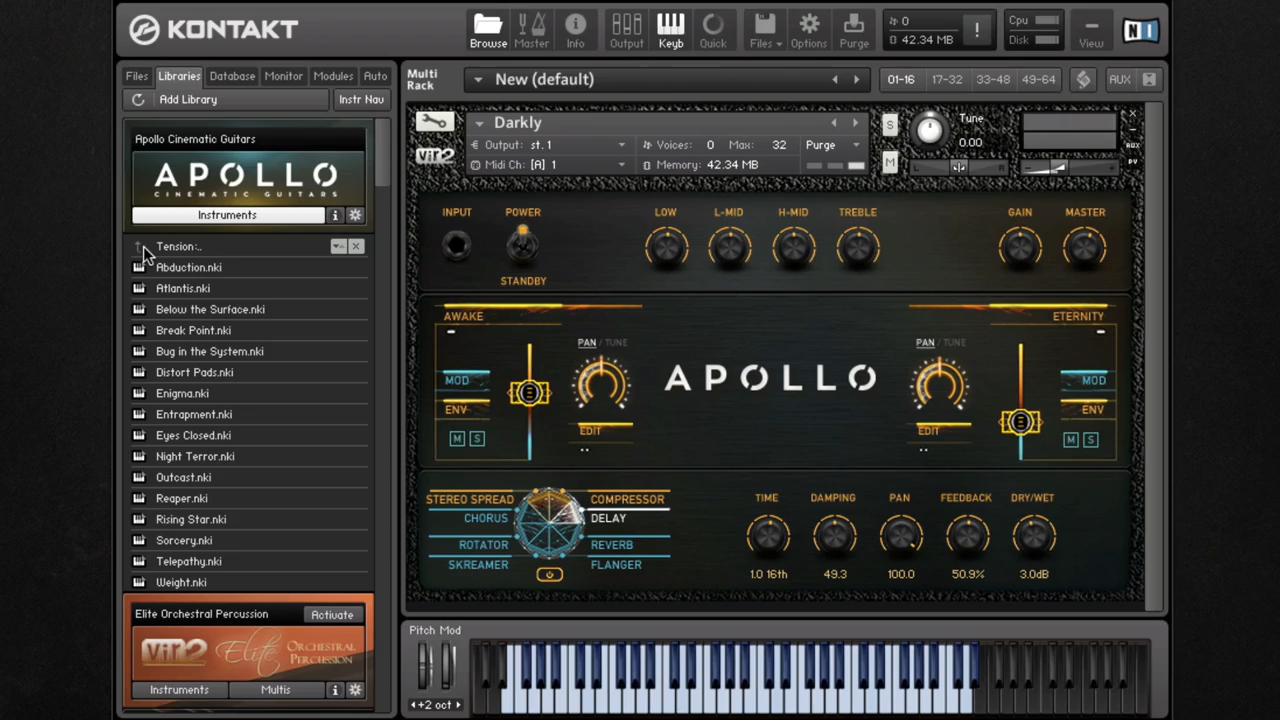 KONTAKT
Browse Master Info Output Keyb Quick Files Options Purge
0
42.34 MB
!
Cpu
Disk
View
NI
Files Libraries Database Monitor Modules Auto
Add Library Instr Nav
Apollo Cinematic Guitars
APOLLO
CINEMATIC GUITARS
Instruments i
Tension:..
Abduction.nki
Atlantis.nki
Below the Surface.nki
Break Point.nki
Bug in the System.nki
Distort Pads.nki
Enigma.nki
Entrapment.nki
Eyes Closed.nki
Night Terror.nki
Outcast.nki
Reaper.nki
Rising Star.nki
Sorcery.nki
Telepathy.nki
Weight.nki
Elite Orchestral Percussion Activate
VIR2 Elite ORCHESTRAL PERCUSSION
Instruments Multis i
Multi Rack
New (default)
01-16 17-32 33-48 49-64 AUX
Darkly
Output: st. 1 Voices: 0 Max: 32 Purge
Midi Ch: [A] 1 Memory: 42.34 MB
VIR2
S
M
Tune
0.00
L R
AUX
PV
INPUT POWER LOW L-MID H-MID TREBLE GAIN MASTER
STANDBY
AWAKE ETERNITY
PAN / TUNE PAN / TUNE
MOD MOD
APOLLO
ENV ENV
EDIT EDIT
M S M S
STEREO SPREAD COMPRESSOR
CHORUS DELAY
ROTATOR REVERB
SKREAMER FLANGER
TIME DAMPING PAN FEEDBACK DRY/WET
1.0 16th 49.3 100.0 50.9% 3.0dB
Pitch Mod
+2 oct